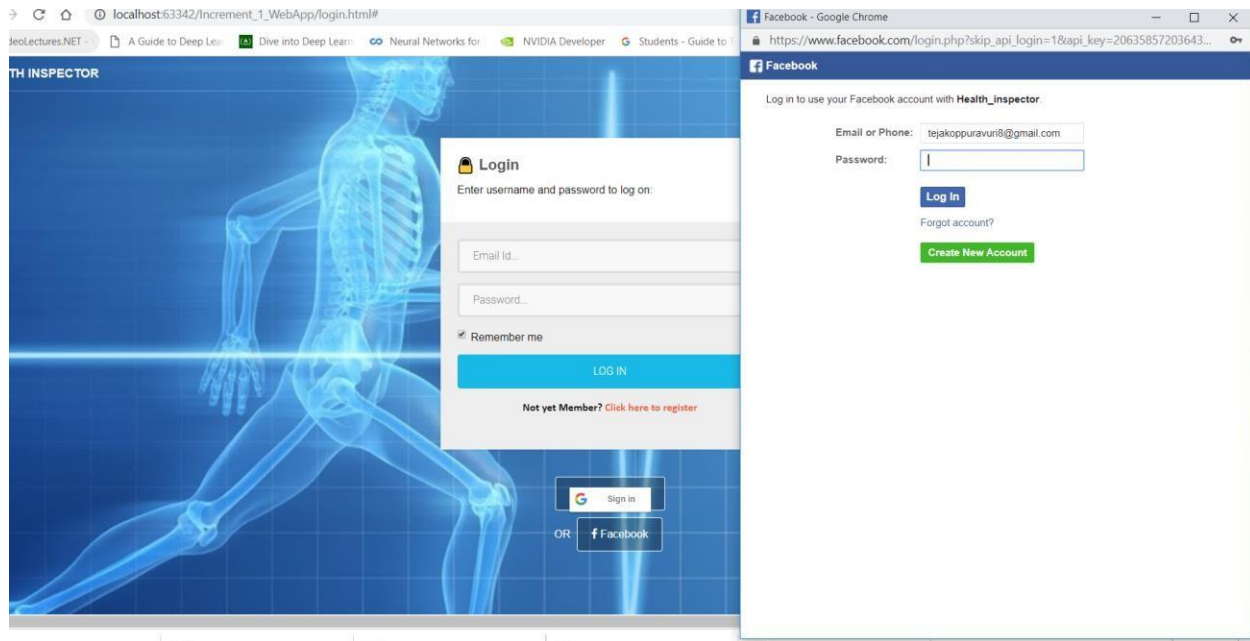 localhost:63342/Increment_1_WebApp/login.html#
deoLectures.NET - A Guide to Deep Lear Dive into Deep Learn Neural Networks for NVIDIA Developer Students - Guide to
TH INSPECTOR
Login
Enter username and password to log on:
Email Id...
Password...
Remember me
LOG IN
Not yet Member? Click here to register
G Sign in
OR f Facebook
Facebook - Google Chrome
https://www.facebook.com/login.php?skip_api_login=1&api_key=20635857203643...
Facebook
Log in to use your Facebook account with Health_inspector.
Email or Phone: tejakoppuravuri8@gmail.com
Password:
Log In
Forgot account?
Create New Account